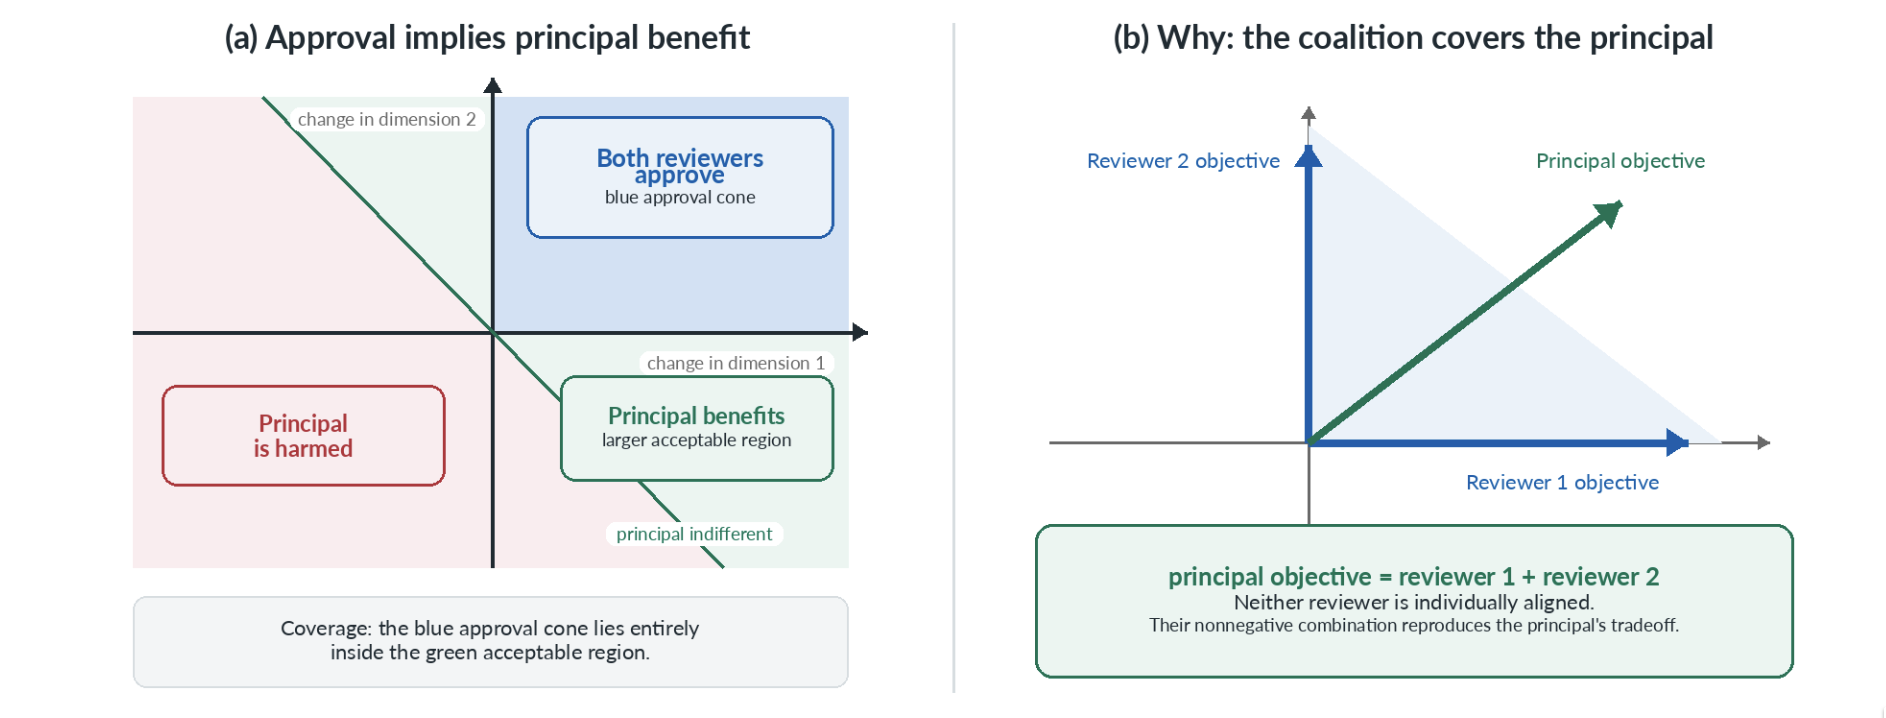 (a) Approval implies principal benefit
change in dimension 2
Both reviewers
approve
blue approval cone
change in dimension 1
Principal
is harmed
Principal benefits
larger acceptable region
principal indifferent
Coverage: the blue approval cone lies entirely
inside the green acceptable region.
(b) Why: the coalition covers the principal
Reviewer 2 objective
Principal objective
Reviewer 1 objective
principal objective = reviewer 1 + reviewer 2
Neither reviewer is individually aligned.
Their nonnegative combination reproduces the principal's tradeoff.